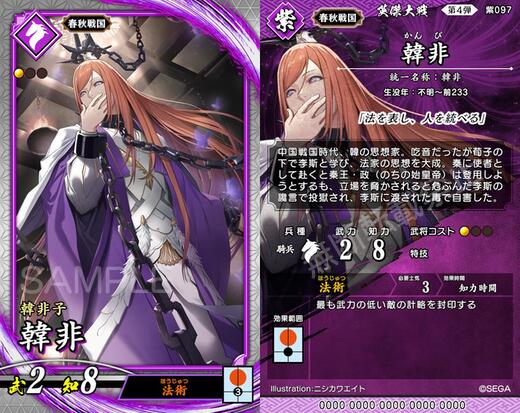 春秋戦国
SAMPLE
韓非子
韓非
武2 知8
ほうじゅつ
法術
3
紫
英傑大戦 第4弾 紫097
かんぴ
韓非
統一名称：韓非
生没年：不明～前233
「法を表し、人を統べる」
中国戦国時代、韓の思想家。吃音だったが荀子の
下で李斯と学び、法家の思想を大成。秦に使者と
して赴くと秦王・政（のちの始皇帝）は登用しよ
うとするも、立場を脅かされると危ぶんだ李斯の
讒言で投獄され、李斯に渡された毒で自害した。
兵種 武力 知力 武将コスト
騎兵 2 8 特技
ほうじゅつ 必要士気 効果時間
法術 3 知力時間
最も武力の低い敵の計略を封印する
効果範囲
Illustration:ニシカワエイト ©SEGA
0000 0000 0000 0000 0000